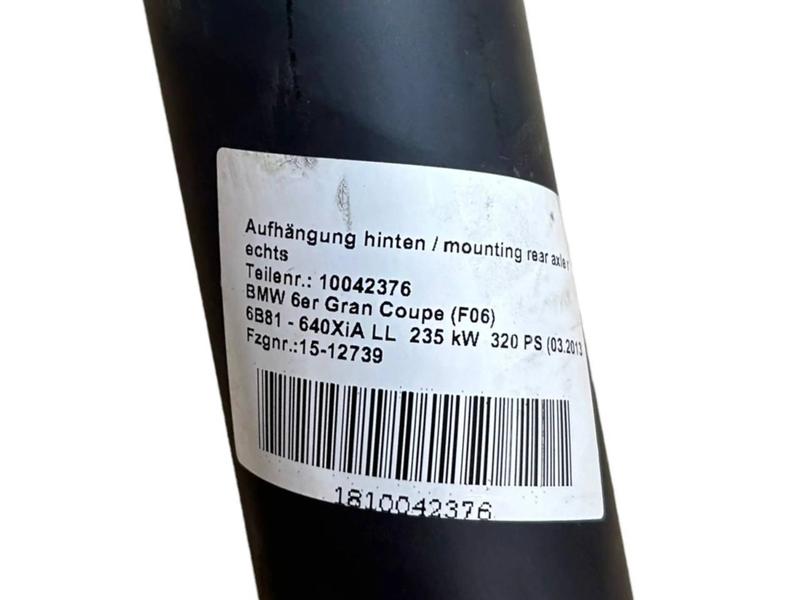 Aufhängung hinten / mounting rear axle r
echts
Teilenr.: 10042376
BMW 6er Gran Coupe (F06)
6B81 - 640XiA LL 235 kW 320 PS (03.2013
Fzgnr.:15-12739
1810042376